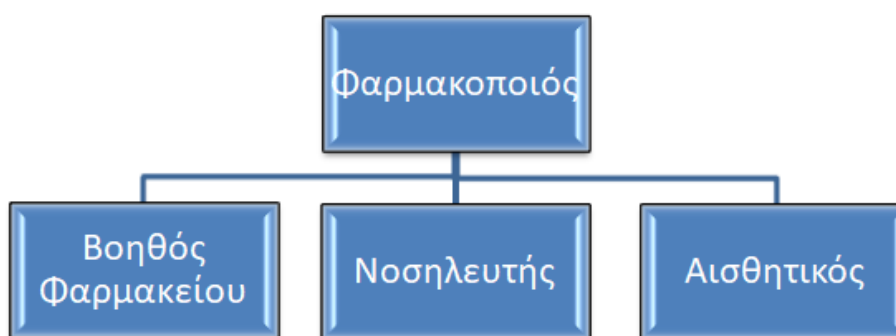 Φαρμακοποιός
Βοηθός
Φαρμακείου
Νοσηλευτής
Αισθητικός